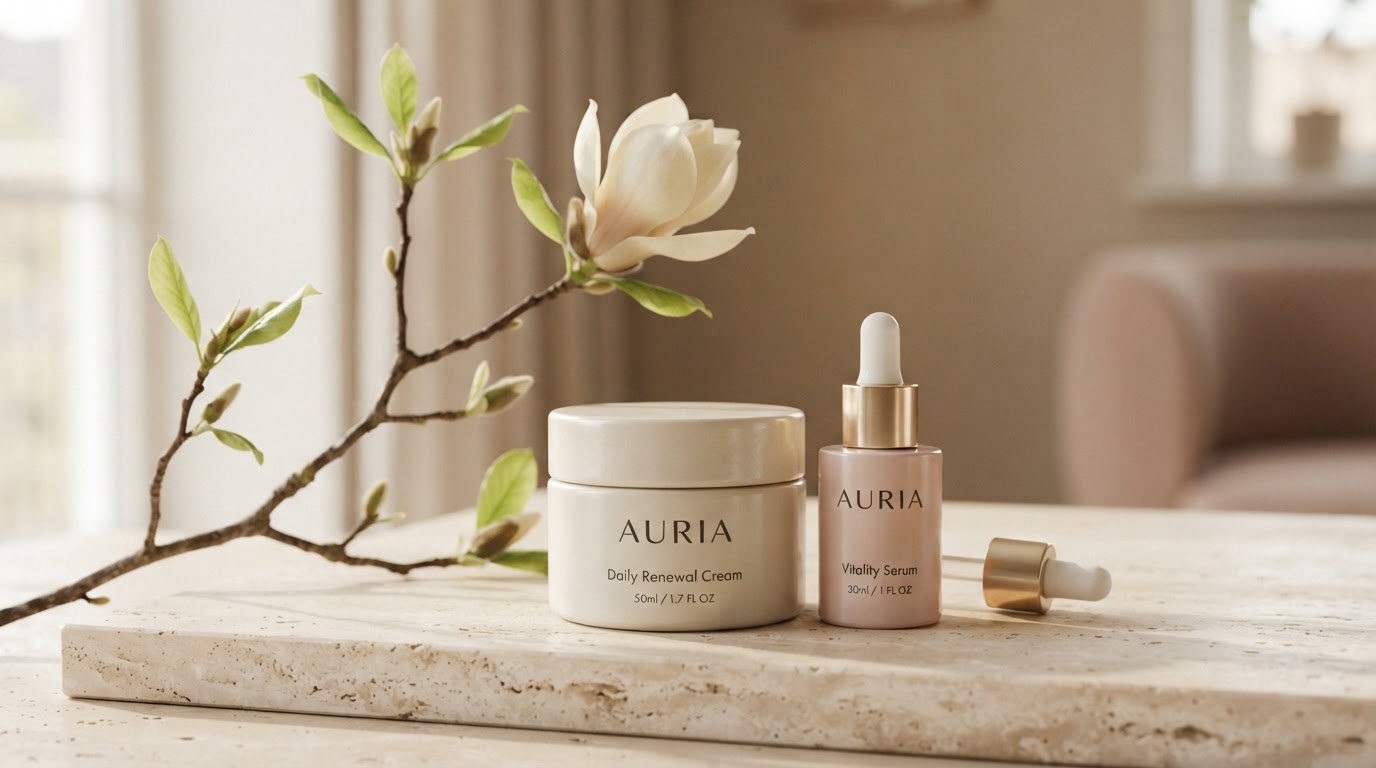 AURIA
Daily Renewal Cream
50ml / 1.7 FL OZ
AURIA
Vitality Serum
30ml / 1 FL OZ